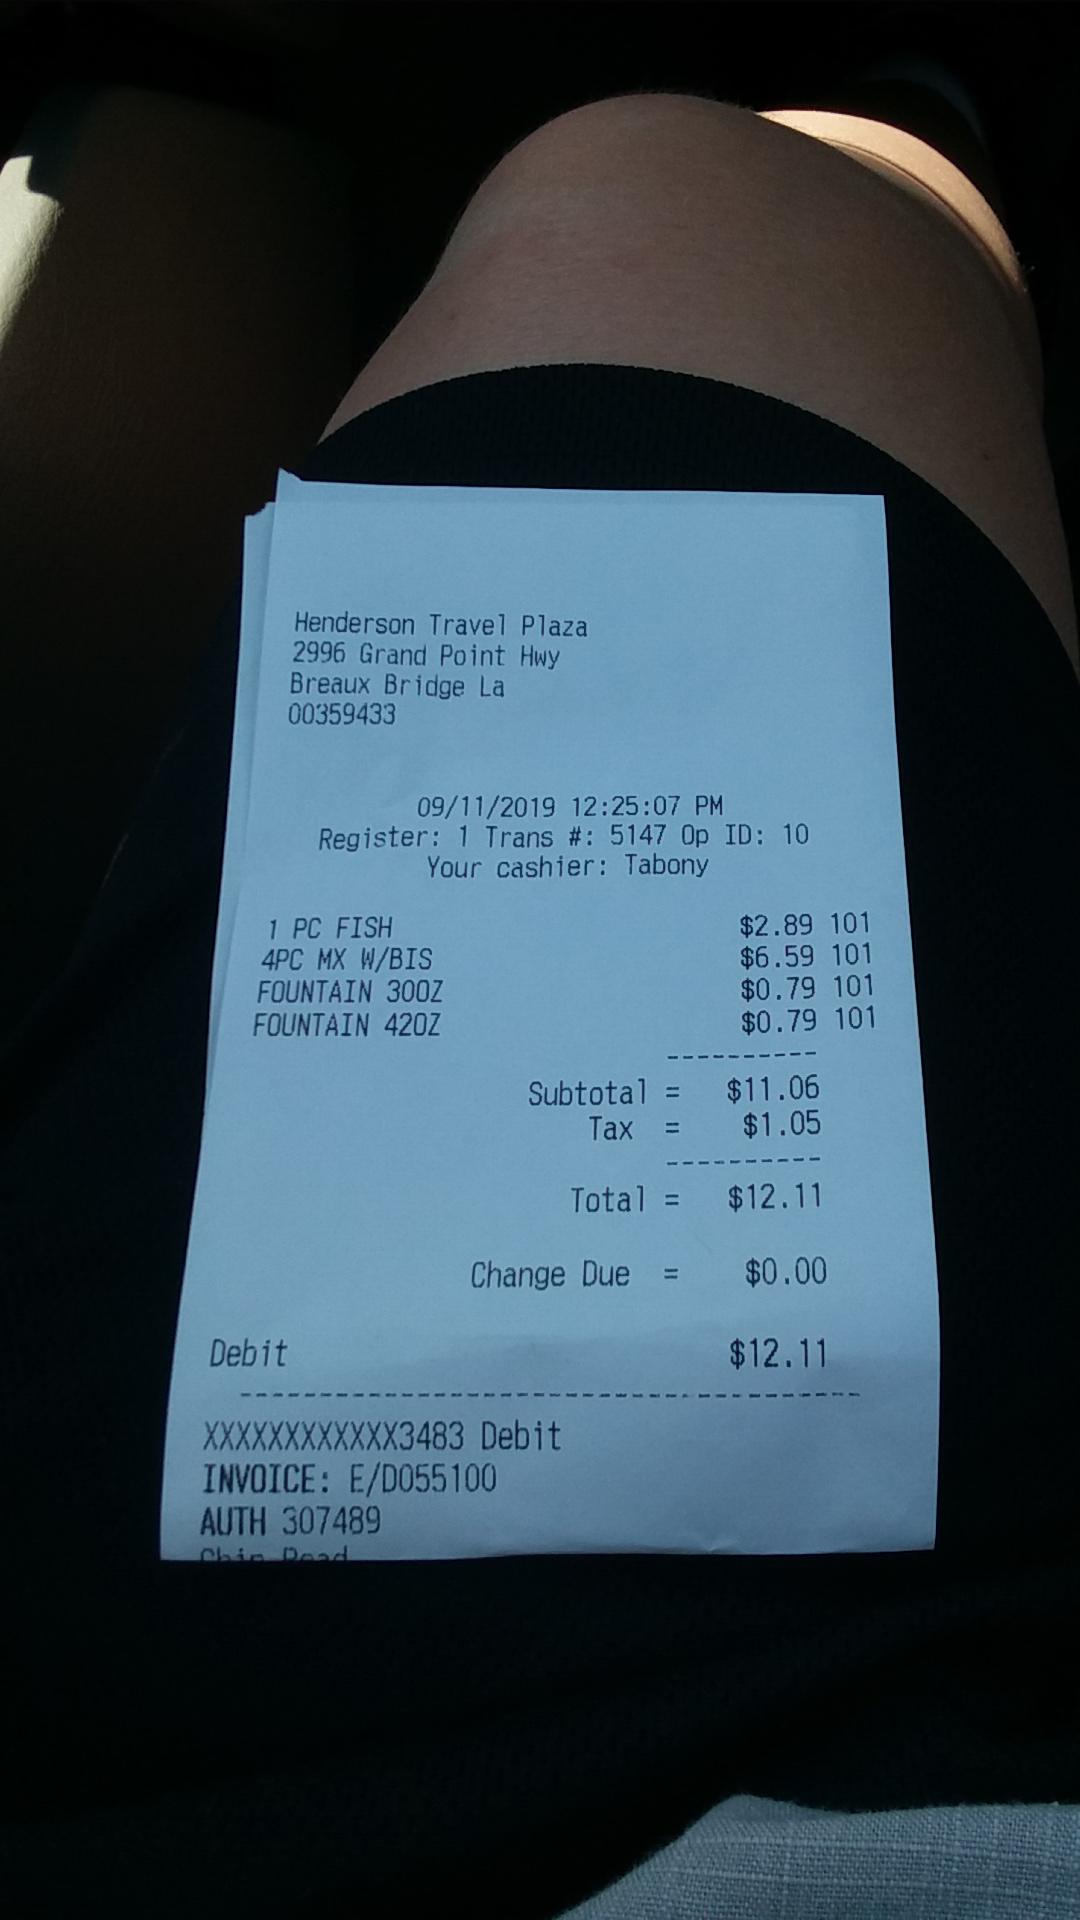 Henderson Travel Plaza
2996 Grand Point Hwy
Breaux Bridge La
00359433
09/11/2019 12:25:07 PM
Register: 1 Trans #: 5147 Op ID: 10
Your cashier: Tabony
1 PC FISH $2.89 101
4PC MX W/BIS $6.59 101
FOUNTAIN 30OZ $0.79 101
FOUNTAIN 42OZ $0.79 101
----------
Subtotal = $11.06
Tax = $1.05
----------
Total = $12.11
Change Due = $0.00
Debit $12.11
---------------------------------------
XXXXXXXXXXXX3483 Debit
INVOICE: E/D055100
AUTH 307489
Chip Read